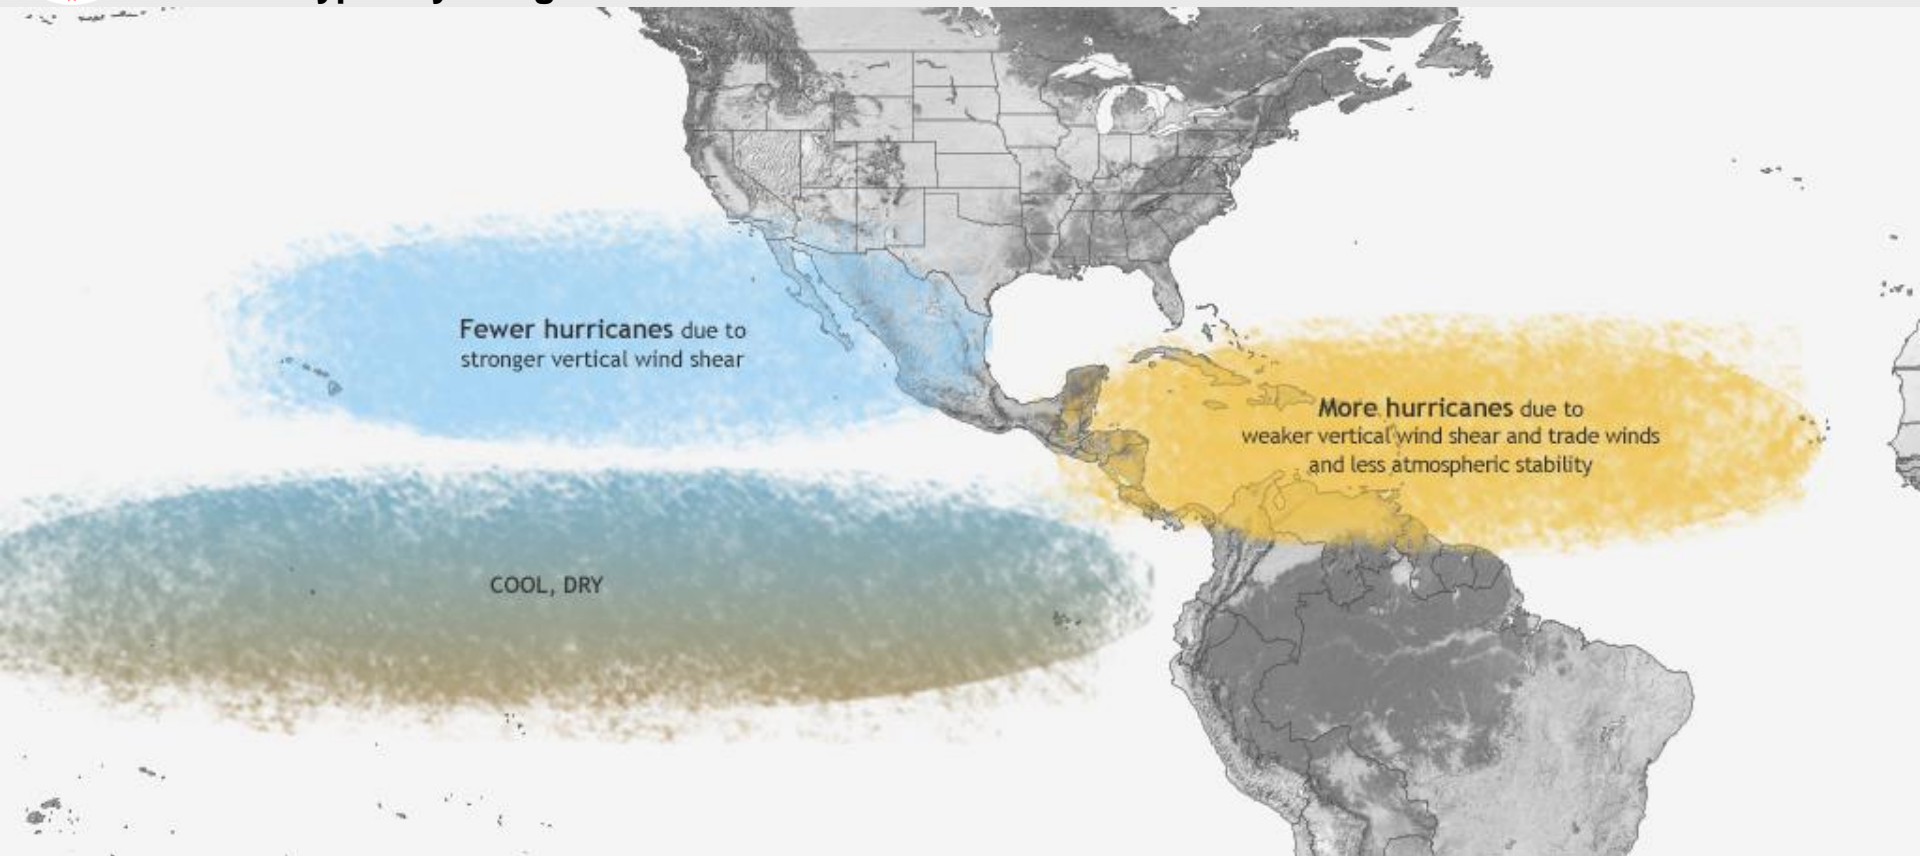 Fewer hurricanes due to
stronger vertical wind shear
More hurricanes due to
weaker vertical wind shear and trade winds
and less atmospheric stability
COOL, DRY